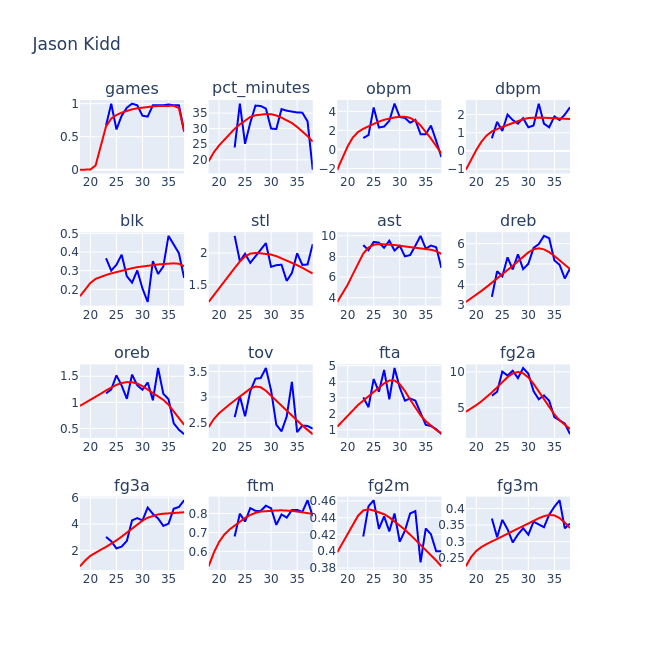 Jason Kidd
games pct_minutes obpm dbpm
1 0.5 0 20 25 30 35
35 30 25 20 20 25 30 35
4 2 0 −2 20 25 30 35
2 1 0 −1 20 25 30 35
blk stl ast dreb
0.5 0.4 0.3 0.2 20 25 30 35
2 1.5 20 25 30 35
10 8 6 4 20 25 30 35
6 5 4 3 20 25 30 35
oreb tov fta fg2a
1.5 1 0.5 20 25 30 35
3.5 3 2.5 20 25 30 35
5 4 3 2 1 20 25 30 35
10 5 20 25 30 35
fg3a ftm fg2m fg3m
6 4 2 20 25 30 35
0.8 0.7 0.6 20 25 30 35
0.46 0.44 0.42 0.4 0.38 20 25 30 35
0.4 0.35 0.3 0.25 20 25 30 35